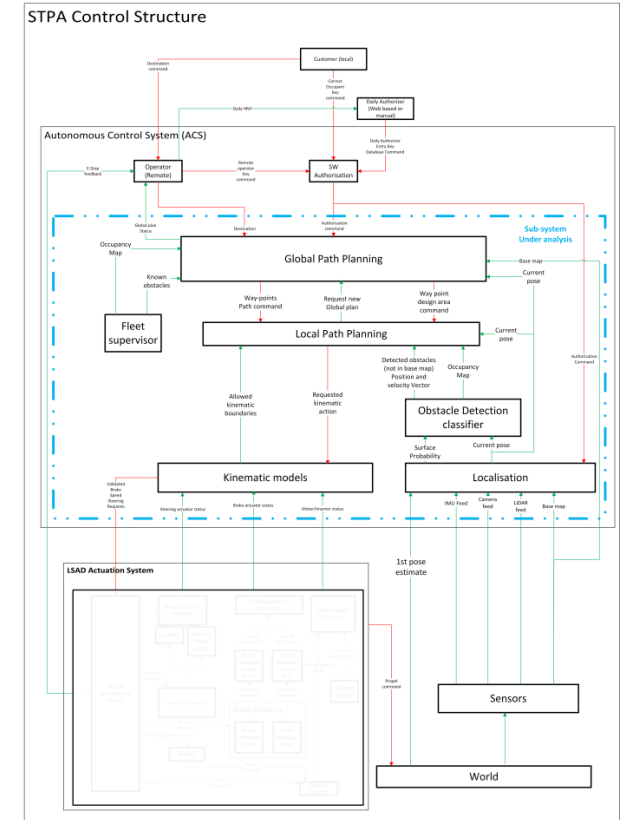 STPA Control Structure
Customer (local)
Destination
command
Correct
Occupant
Key
command
Daily Authorizer
(Web based or
manual)
Autonomous Control System (ACS)
Daily Authorizer
Entry Key
Database Command
E-Stop
feedback
Operator
(Remote)
Remote
operator
Key
command
SW
Authorisation
Global plan
Status
Destination
Authorisation
command
Sub-system
Under analysis
Occupancy
Map
Global Path Planning
Base map
Known
obstacles
Current
pose
Way-points
Path command
Request new
Global plan
Way point
design area
command
Fleet
supervisor
Local Path Planning
Current
pose
Detected obstacles
(not in base map)
Position and
velocity Vector
Occupancy
Map
Authorisation
Command
Allowed
kinematic
boundaries
Requested
kinematic
action
Obstacle Detection
classifier
Surface
Probability
Current pose
Kinematic models
Localisation
Validated
Brake
Speed
Steering
Requests
Steering actuator status
Brake actuator status
Motor/Inverter status
IMU Feed
Camera
feed
LiDAR
feed
Base map
1st pose
estimate
LSAD Actuation System
Propel
command
Sensors
World